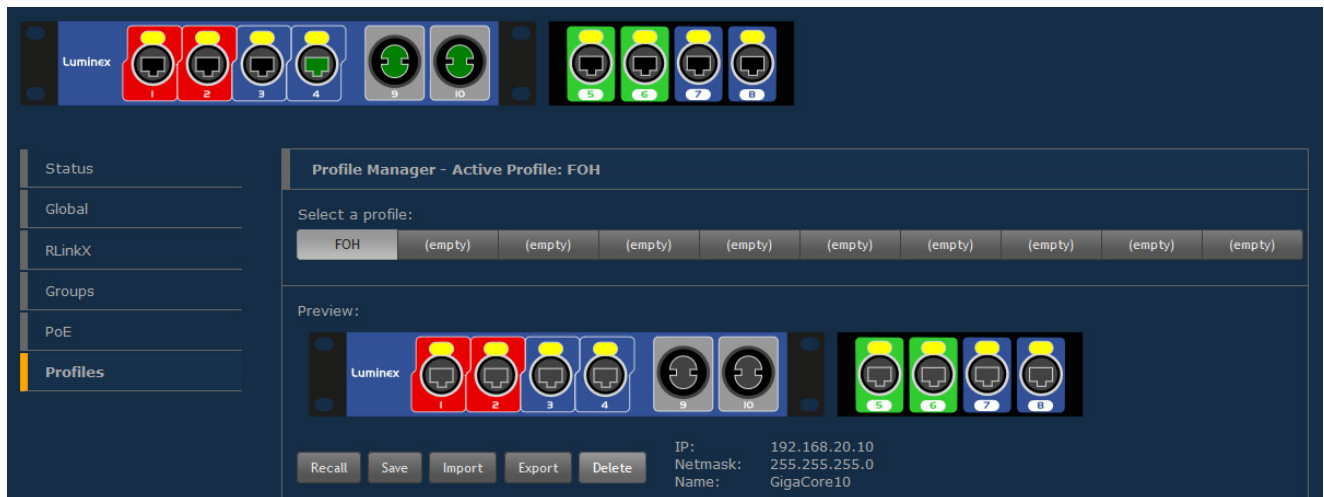 Luminex 1 2 3 4 9 10 5 6 7 8
Status
Global
RLinkX
Groups
PoE
Profiles
Profile Manager - Active Profile: FOH
Select a profile:
FOH (empty) (empty) (empty) (empty) (empty) (empty) (empty) (empty) (empty)
Preview:
Luminex 1 2 3 4 9 10 5 6 7 8
Recall Save Import Export Delete
IP: 192.168.20.10
Netmask: 255.255.255.0
Name: GigaCore10